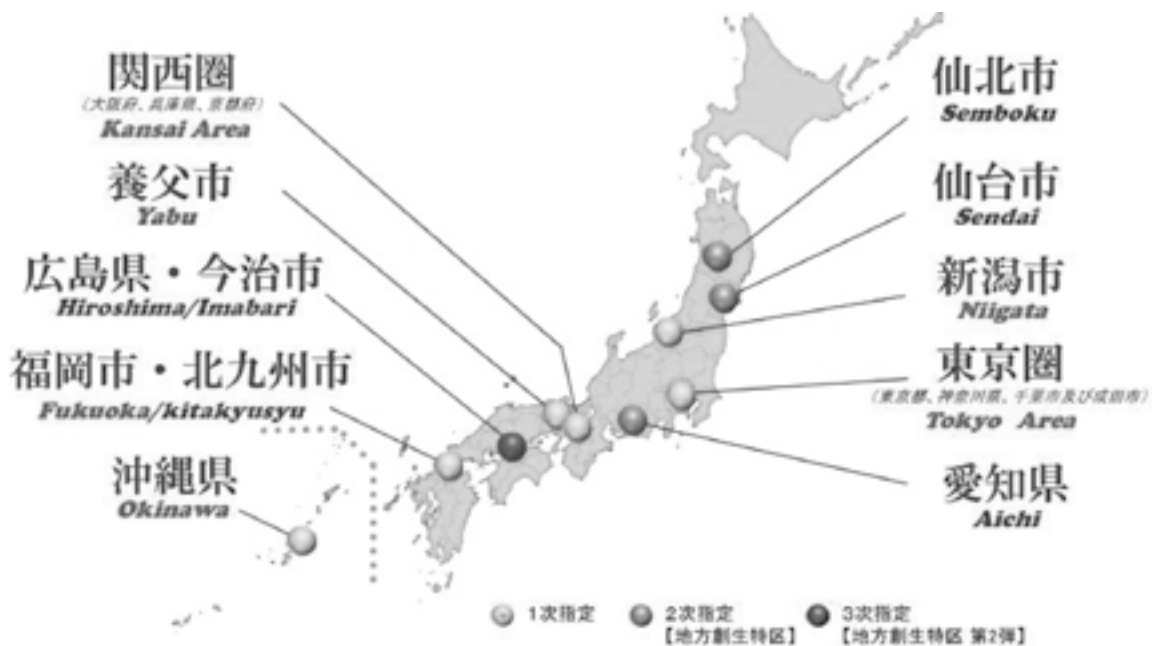 関西圏
(大阪府、兵庫県、京都府)
Kansai Area
養父市
Yabu
広島県・今治市
Hiroshima/Imabari
福岡市・北九州市
Fukuoka/kitakyusyu
沖縄県
Okinawa
仙北市
Semboku
仙台市
Sendai
新潟市
Niigata
東京圏
(東京都、神奈川県、千葉市及び成田市)
Tokyo Area
愛知県
Aichi
1次指定
2次指定
【地方創生特区】
3次指定
【地方創生特区 第2弾】